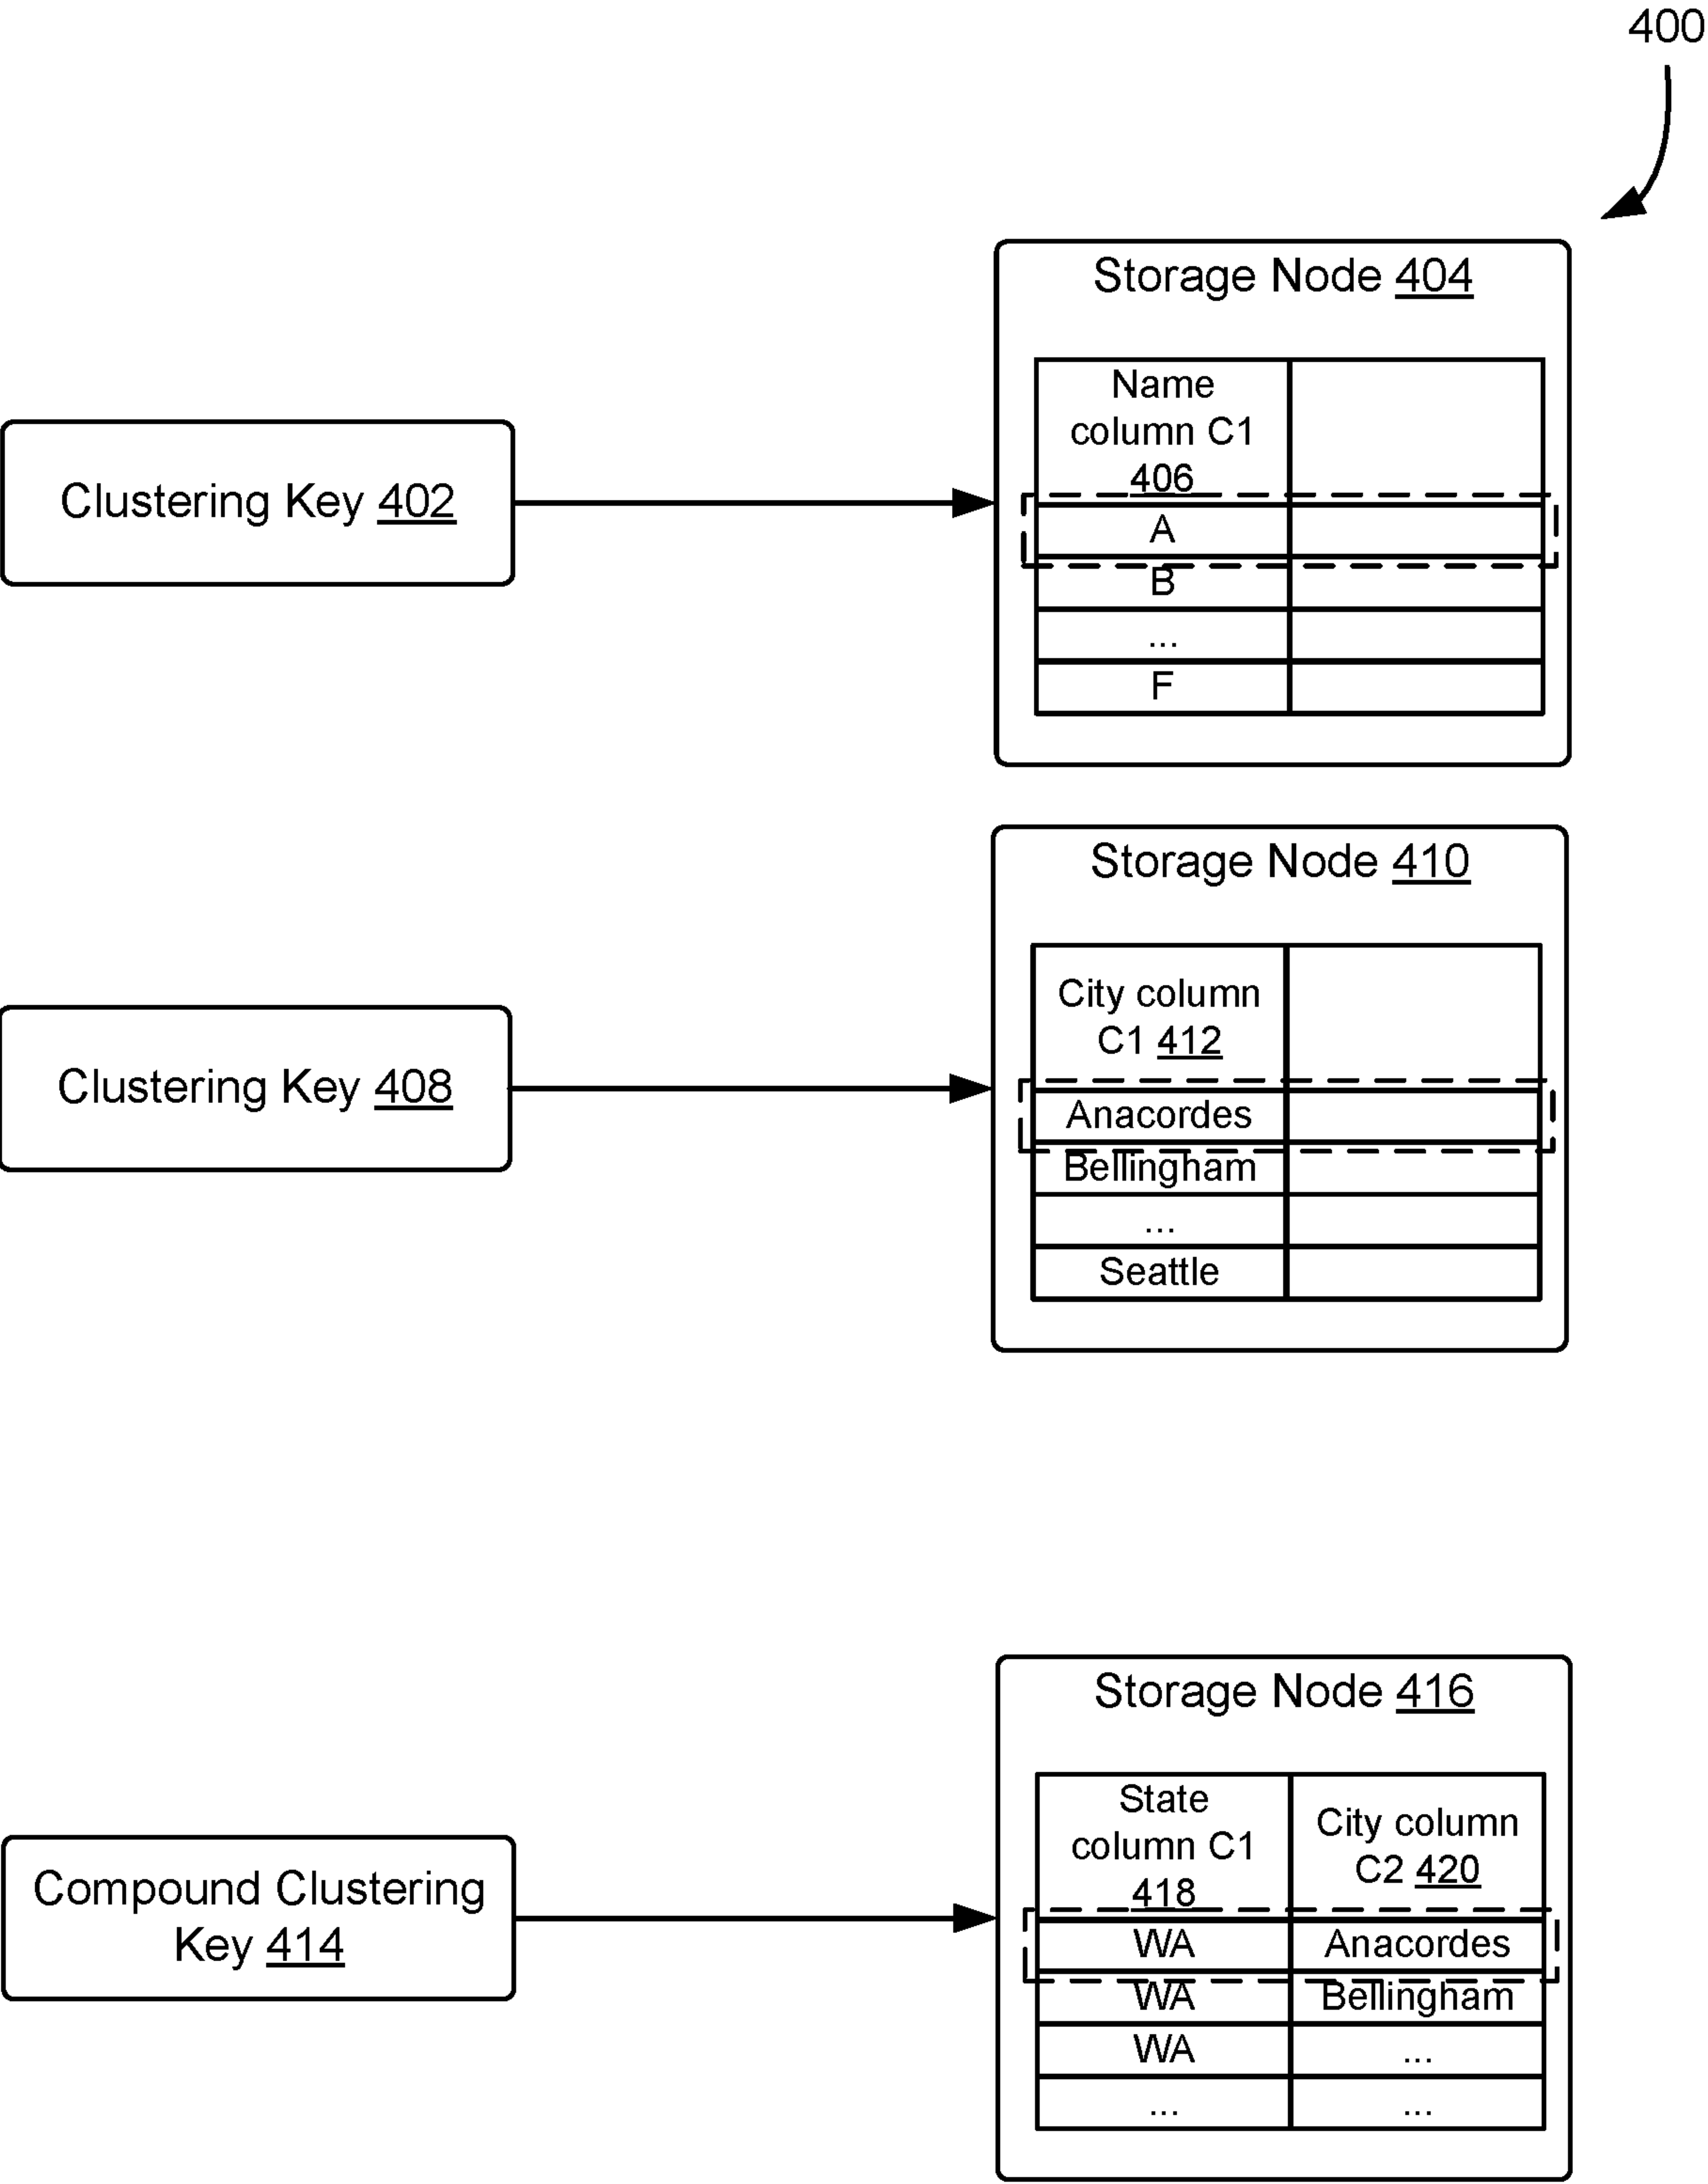 400
Storage Node 404
Name
column C1
406
Clustering Key 402
A
B
...
F
Storage Node 410
City column
C1 412
Clustering Key 408
Anacordes
Bellingham
...
Seattle
Storage Node 416
State
column C1
418
City column
C2 420
Compound Clustering
Key 414
WA Anacordes
WA Bellingham
WA ...
... ...